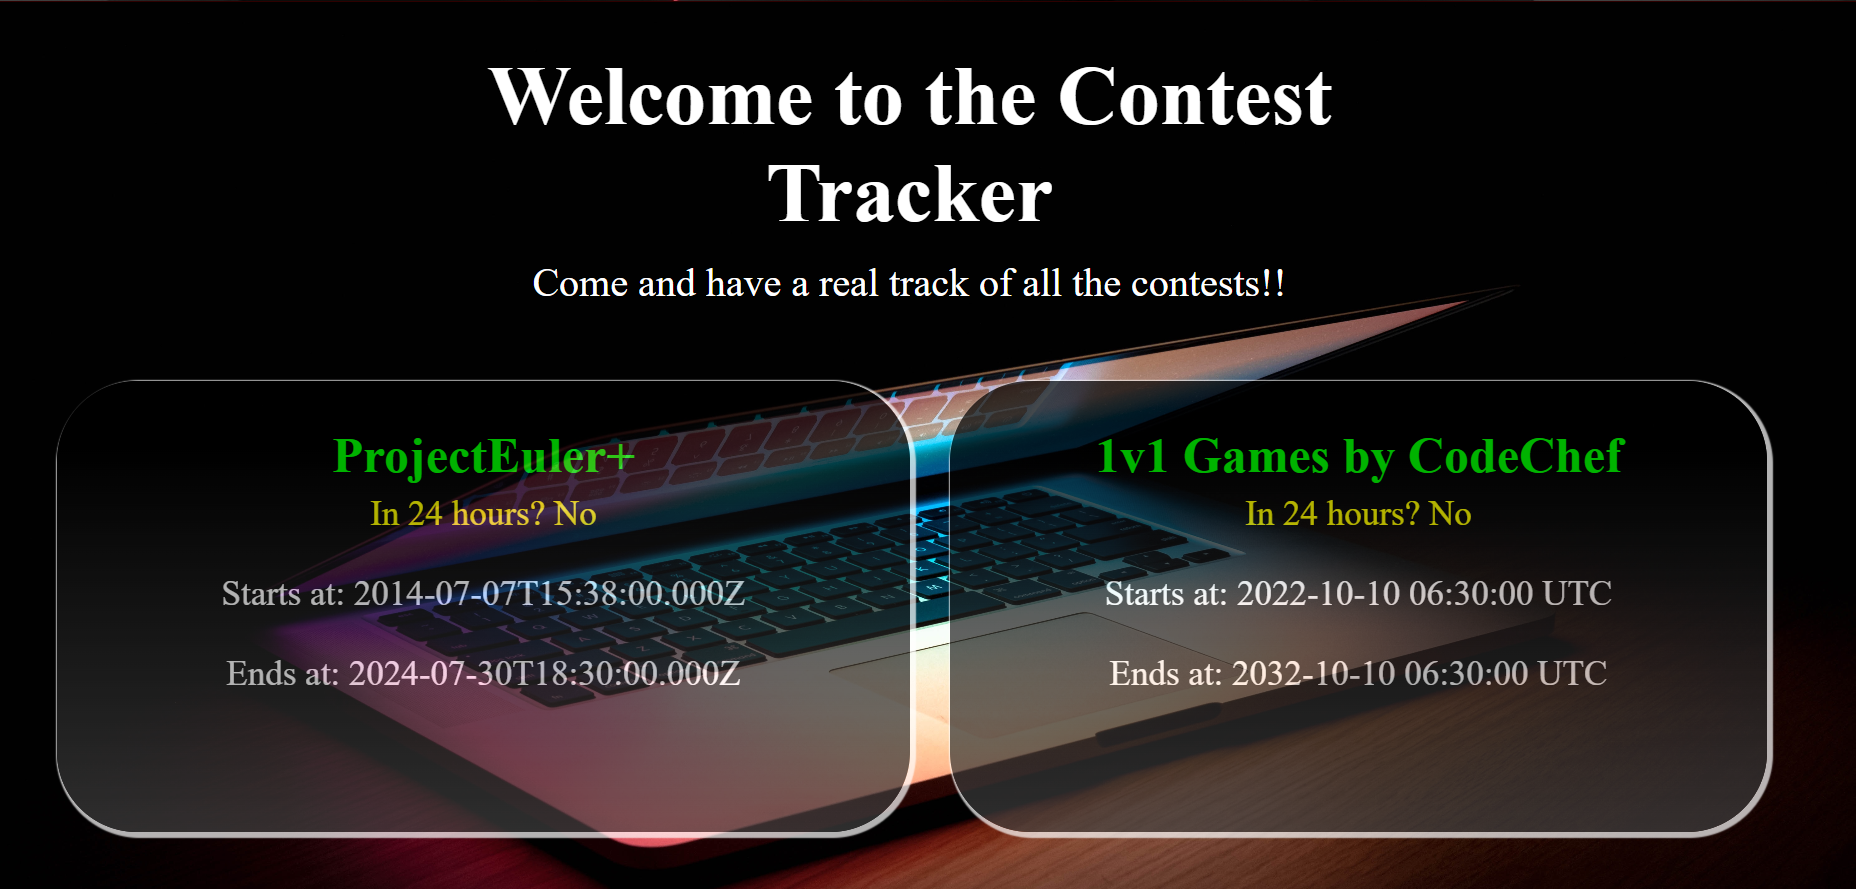 Welcome to the Contest
Tracker
Come and have a real track of all the contests!!
ProjectEuler+
In 24 hours? No
Starts at: 2014-07-07T15:38:00.000Z
Ends at: 2024-07-30T18:30:00.000Z
1v1 Games by CodeChef
In 24 hours? No
Starts at: 2022-10-10 06:30:00 UTC
Ends at: 2032-10-10 06:30:00 UTC